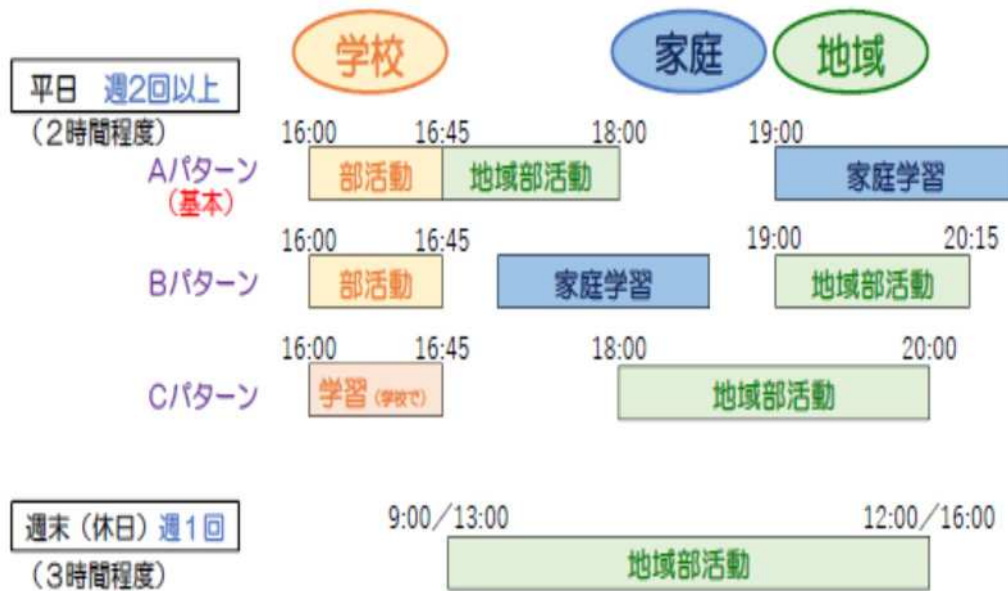 学校 家庭 地域
平日 週2回以上
（2時間程度）
16:00 16:45 18:00 19:00
Aパターン
（基本）
部活動 地域部活動 家庭学習
16:00 16:45 19:00 20:15
Bパターン 部活動 家庭学習 地域部活動
16:00 16:45 18:00 20:00
Cパターン 学習（学校で） 地域部活動
週末（休日）週1回
（3時間程度）
9:00／13:00 12:00／16:00
地域部活動